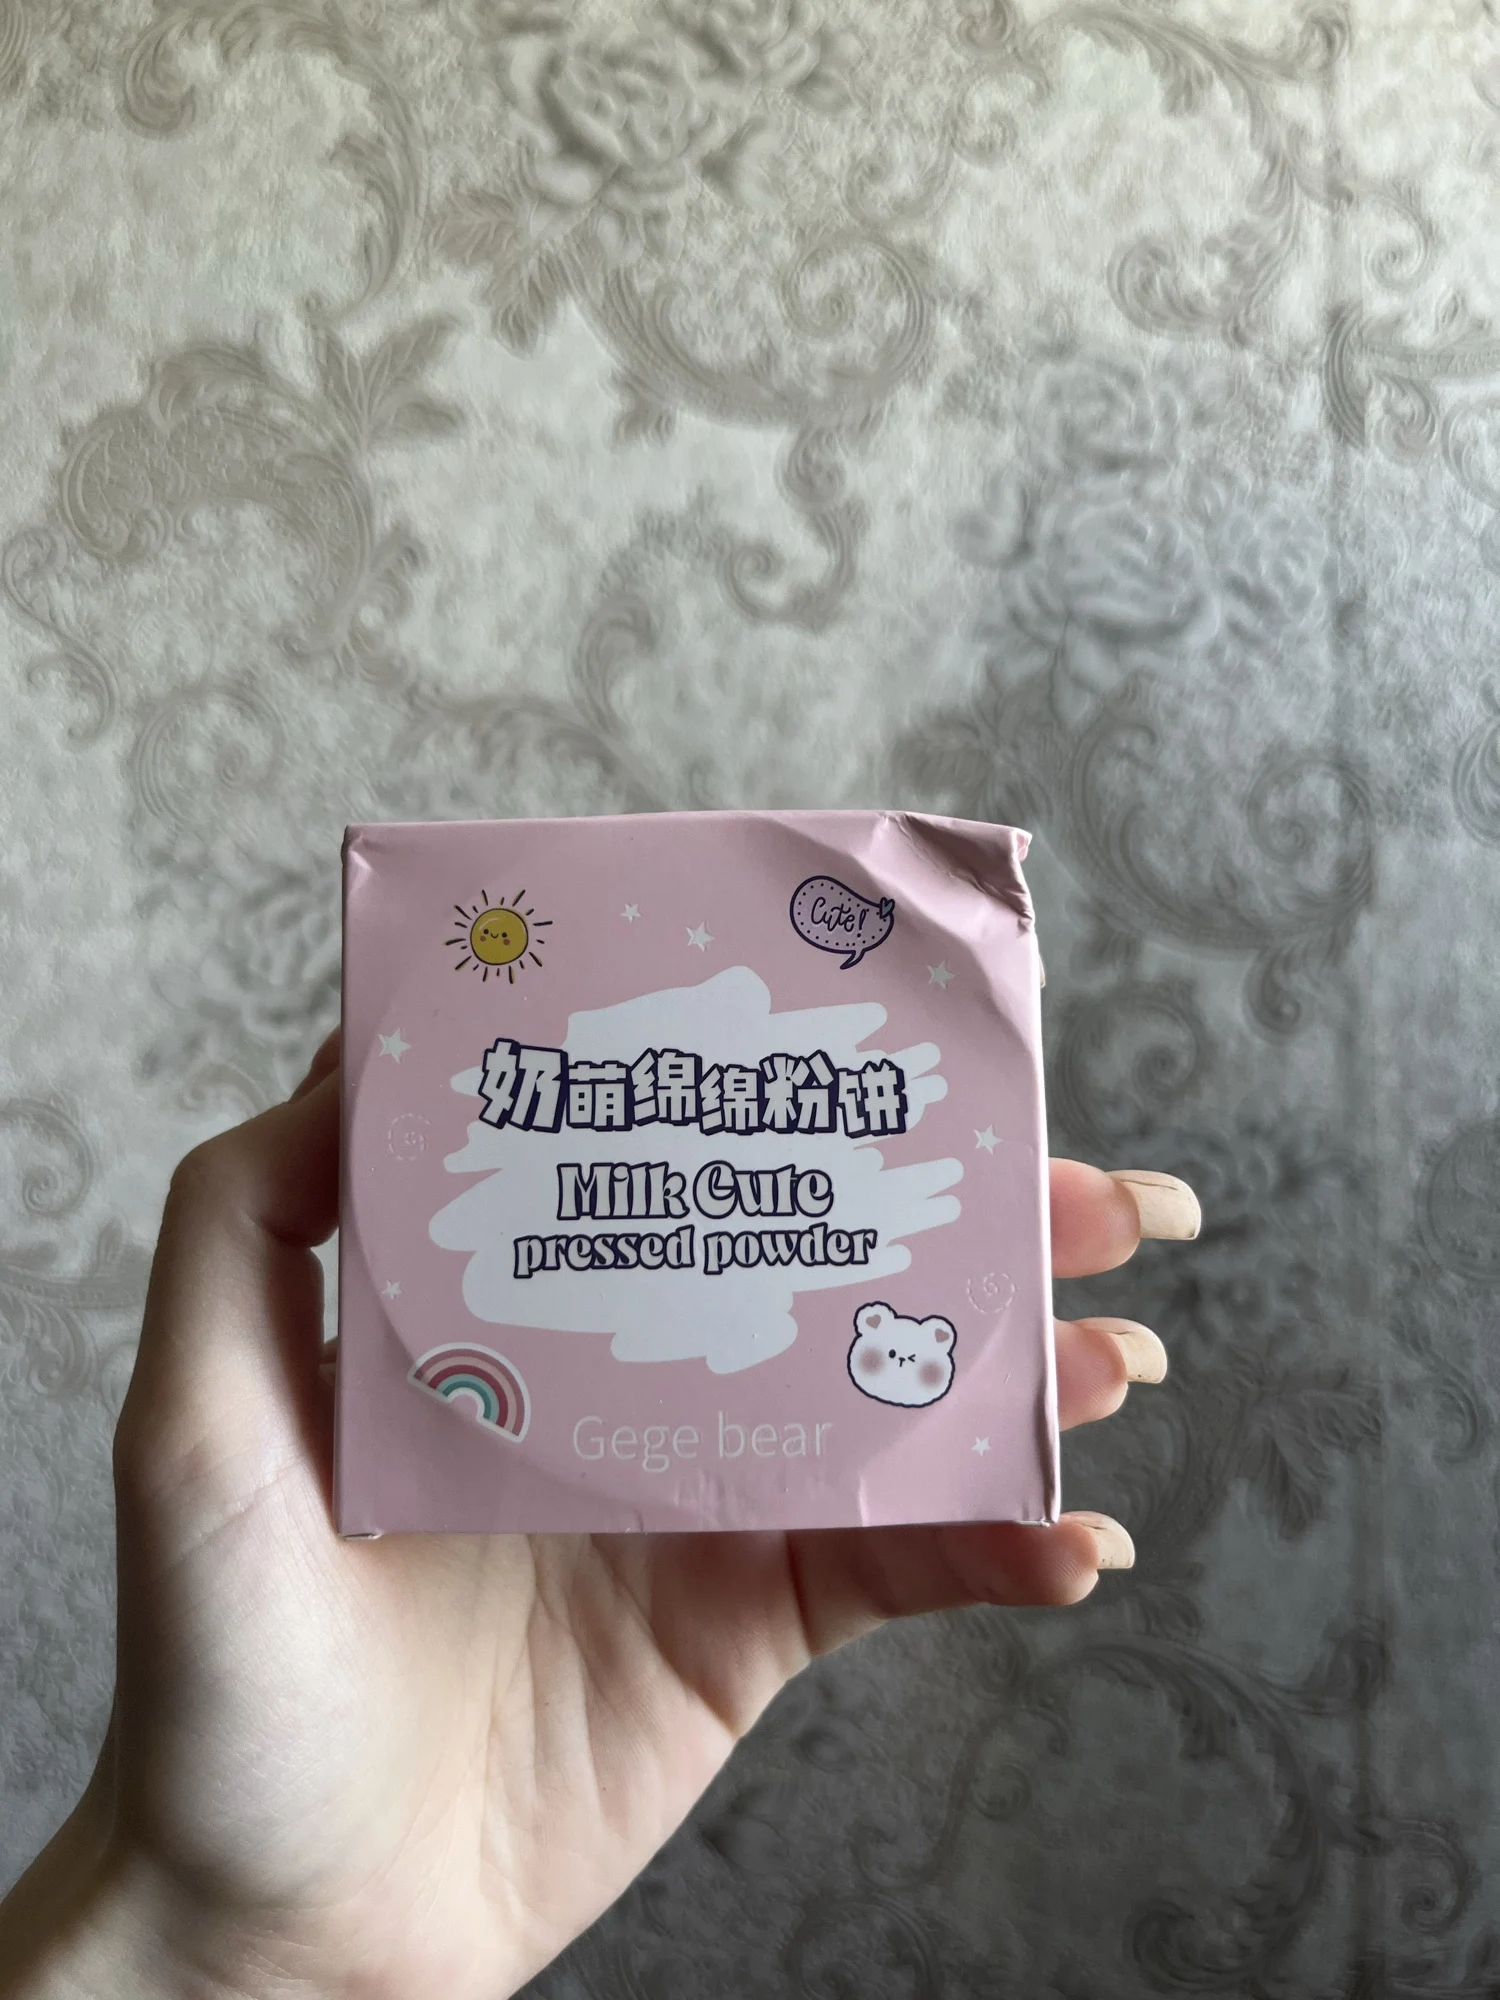 Cute!
奶萌绵绵粉饼
Milk Cute
pressed powder
Gege bear